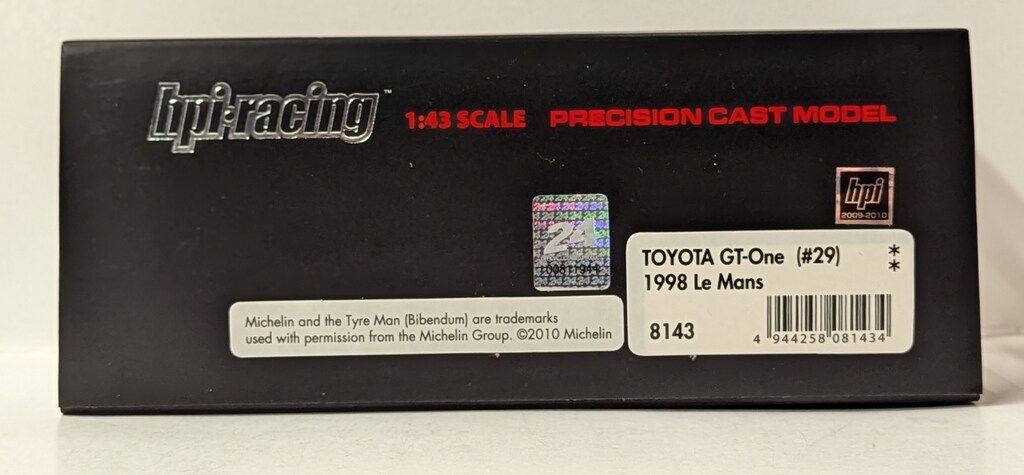 hpi·racing™ 1:43 SCALE PRECISION CAST MODEL
hpi
2009-2010
24
00811944
TOYOTA GT-One (#29) **
1998 Le Mans
8143
4 944258 081434
Michelin and the Tyre Man (Bibendum) are trademarks
used with permission from the Michelin Group. ©2010 Michelin